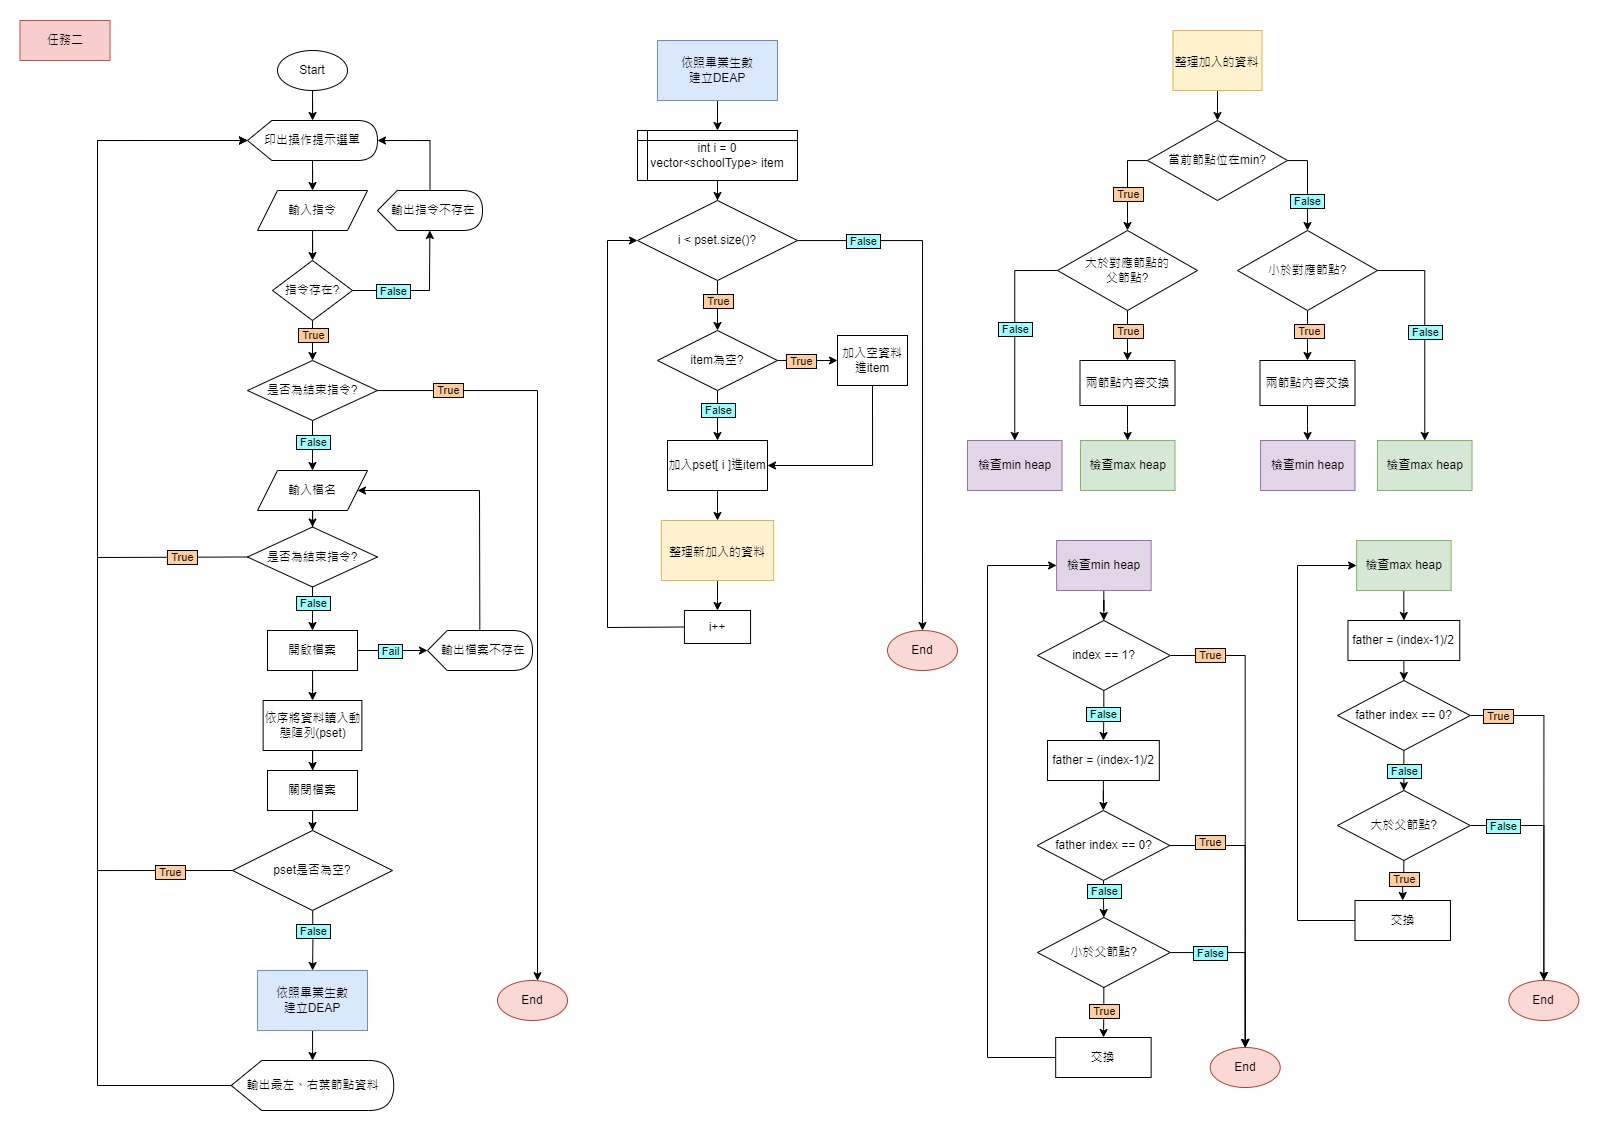 任務二
Start
印出操作提示選單
輸入指令
輸出指令不存在
指令存在?
False
True
是否為結束指令?
True
False
輸入檔名
是否為結束指令?
True
False
開啟檔案
Fail
輸出檔案不存在
依序將資料讀入動
態陣列(pset)
關閉檔案
pset是否為空?
True
False
依照畢業生數
建立DEAP
End
輸出最左、右葉節點資料
依照畢業生數
建立DEAP
int i = 0
vector<schoolType> item
i < pset.size()?
False
True
item為空?
True
加入空資料
進item
False
加入pset[ i ]進item
整理新加入的資料
i++
End
整理加入的資料
當前節點位在min?
True
False
大於對應節點的
父節點?
小於對應節點?
False
True
True
False
兩節點內容交換
兩節點內容交換
檢查min heap
檢查max heap
檢查min heap
檢查max heap
檢查min heap
index == 1?
True
False
father = (index-1)/2
father index == 0?
True
False
小於父節點?
False
True
交換
End
檢查max heap
father = (index-1)/2
father index == 0?
True
False
大於父節點?
False
True
交換
End